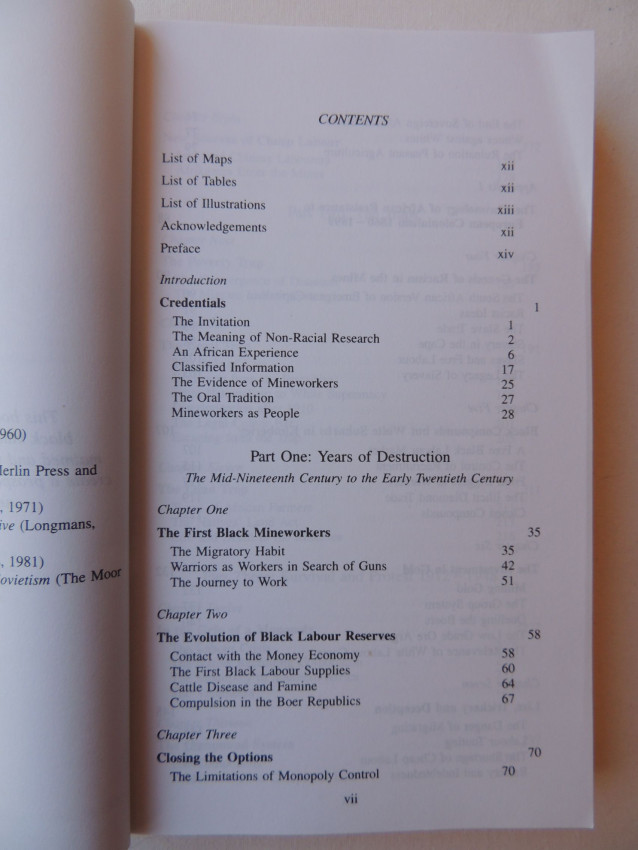 960)
erlin Press and
, 1971)
ive (Longmans,
, 1981)
ovietism (The Moor
CONTENTS
List of Maps xii
List of Tables xii
List of Illustrations xiii
Acknowledgements xii
Preface xiv
Introduction
Credentials 1
The Invitation 1
The Meaning of Non-Racial Research 2
An African Experience 6
Classified Information 17
The Evidence of Mineworkers 25
The Oral Tradition 27
Mineworkers as People 28
Part One: Years of Destruction
The Mid-Nineteenth Century to the Early Twentieth Century
Chapter One
The First Black Mineworkers 35
The Migratory Habit 35
Warriors as Workers in Search of Guns 42
The Journey to Work 51
Chapter Two
The Evolution of Black Labour Reserves 58
Contact with the Money Economy 58
The First Black Labour Supplies 60
Cattle Disease and Famine 64
Compulsion in the Boer Republics 67
Chapter Three
Closing the Options 70
The Limitations of Monopoly Control 70
vii